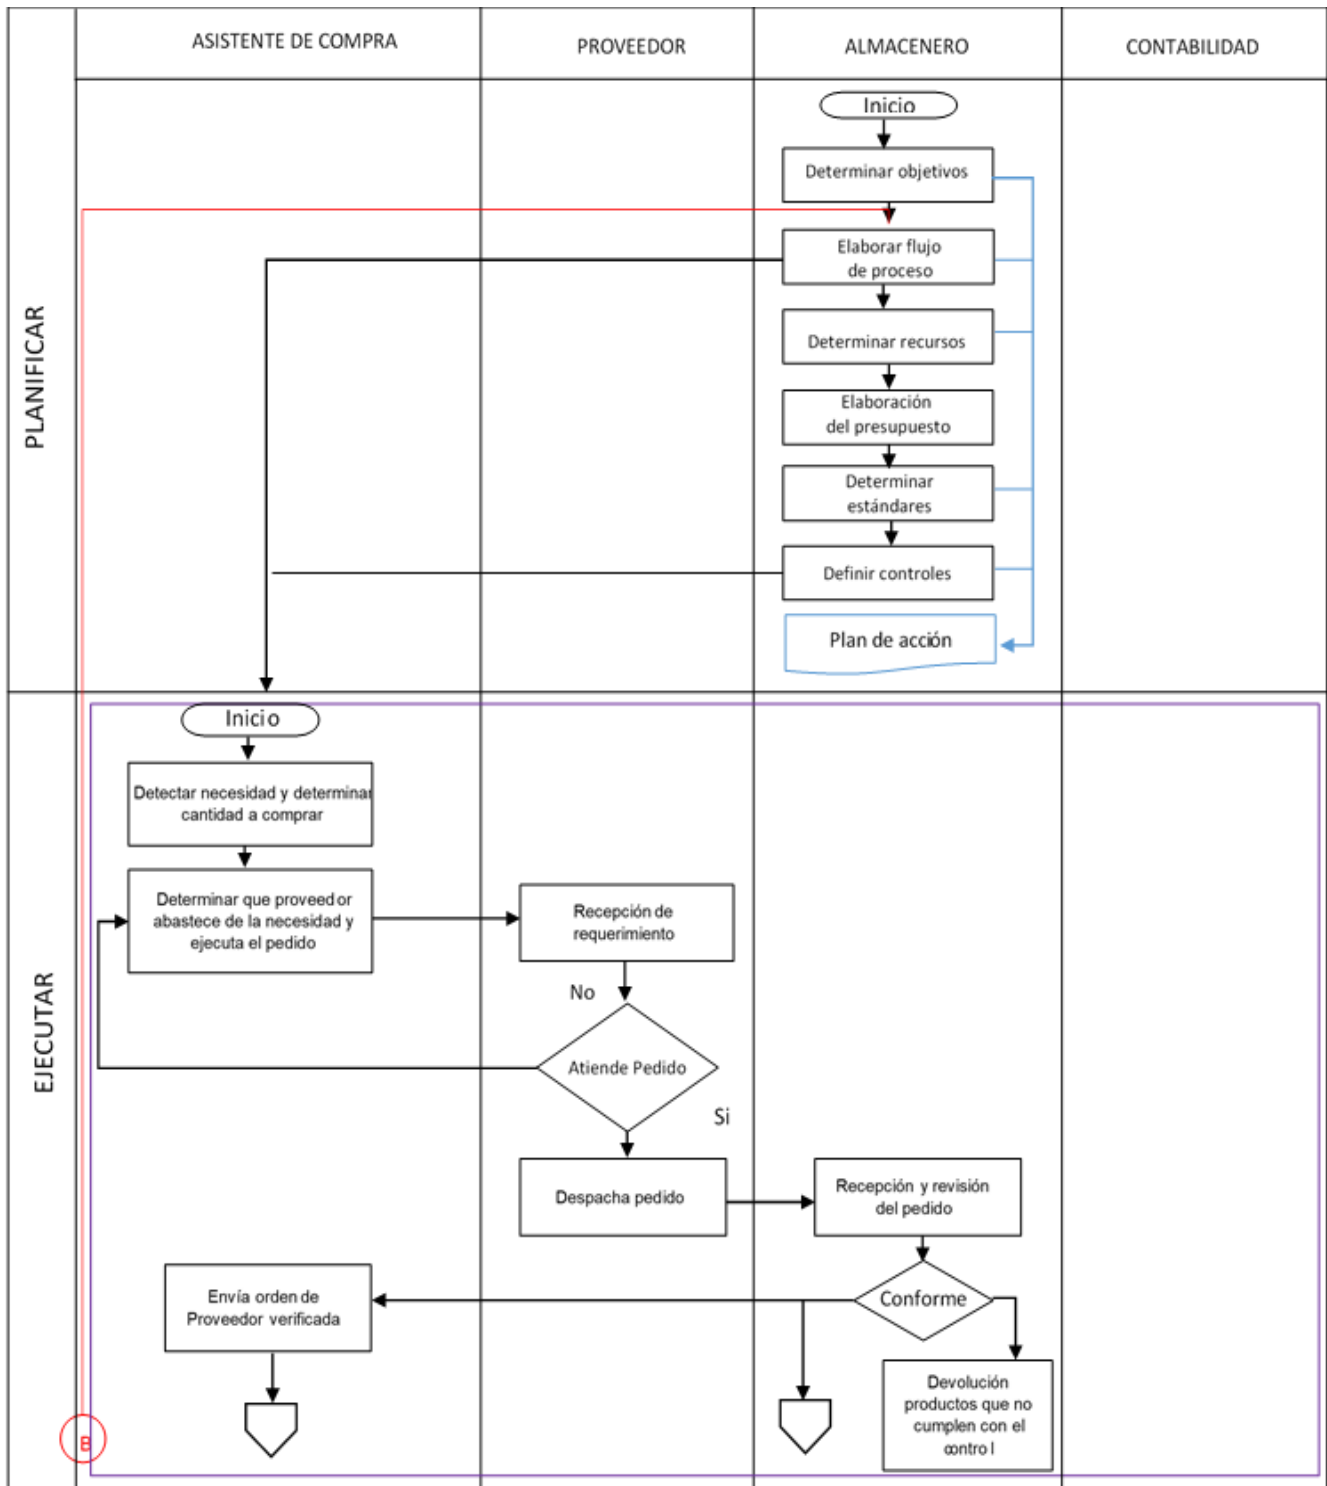 ASISTENTE DE COMPRA
PROVEEDOR
ALMACENERO
CONTABILIDAD
PLANIFICAR
Inicio
Determinar objetivos
Elaborar flujo
de proceso
Determinar recursos
Elaboración
del presupuesto
Determinar
estándares
Definir controles
Plan de acción
EJECUTAR
Inicio
Detectar necesidad y determinar
cantidad a comprar
Determinar que proveedor
abastece de la necesidad y
ejecuta el pedido
Recepción de
requerimiento
No
Atiende Pedido
Si
Despacha pedido
Recepción y revisión
del pedido
Conforme
Envía orden de
Proveedor verificada
Devolución
productos que no
cumplen con el
control
B